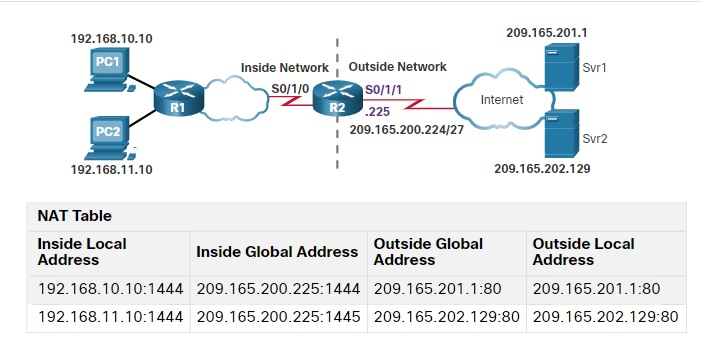 192.168.10.10
209.165.201.1
PC1
Inside Network
Outside Network
Svr1
S0/1/0
S0/1/1
Internet
R1
R2
.225
PC2
209.165.200.224/27
Svr2
192.168.11.10
209.165.202.129
NAT Table
Inside Local Address
Inside Global Address
Outside Global Address
Outside Local Address
192.168.10.10:1444 209.165.200.225:1444 209.165.201.1:80 209.165.201.1:80
192.168.11.10:1444 209.165.200.225:1445 209.165.202.129:80 209.165.202.129:80